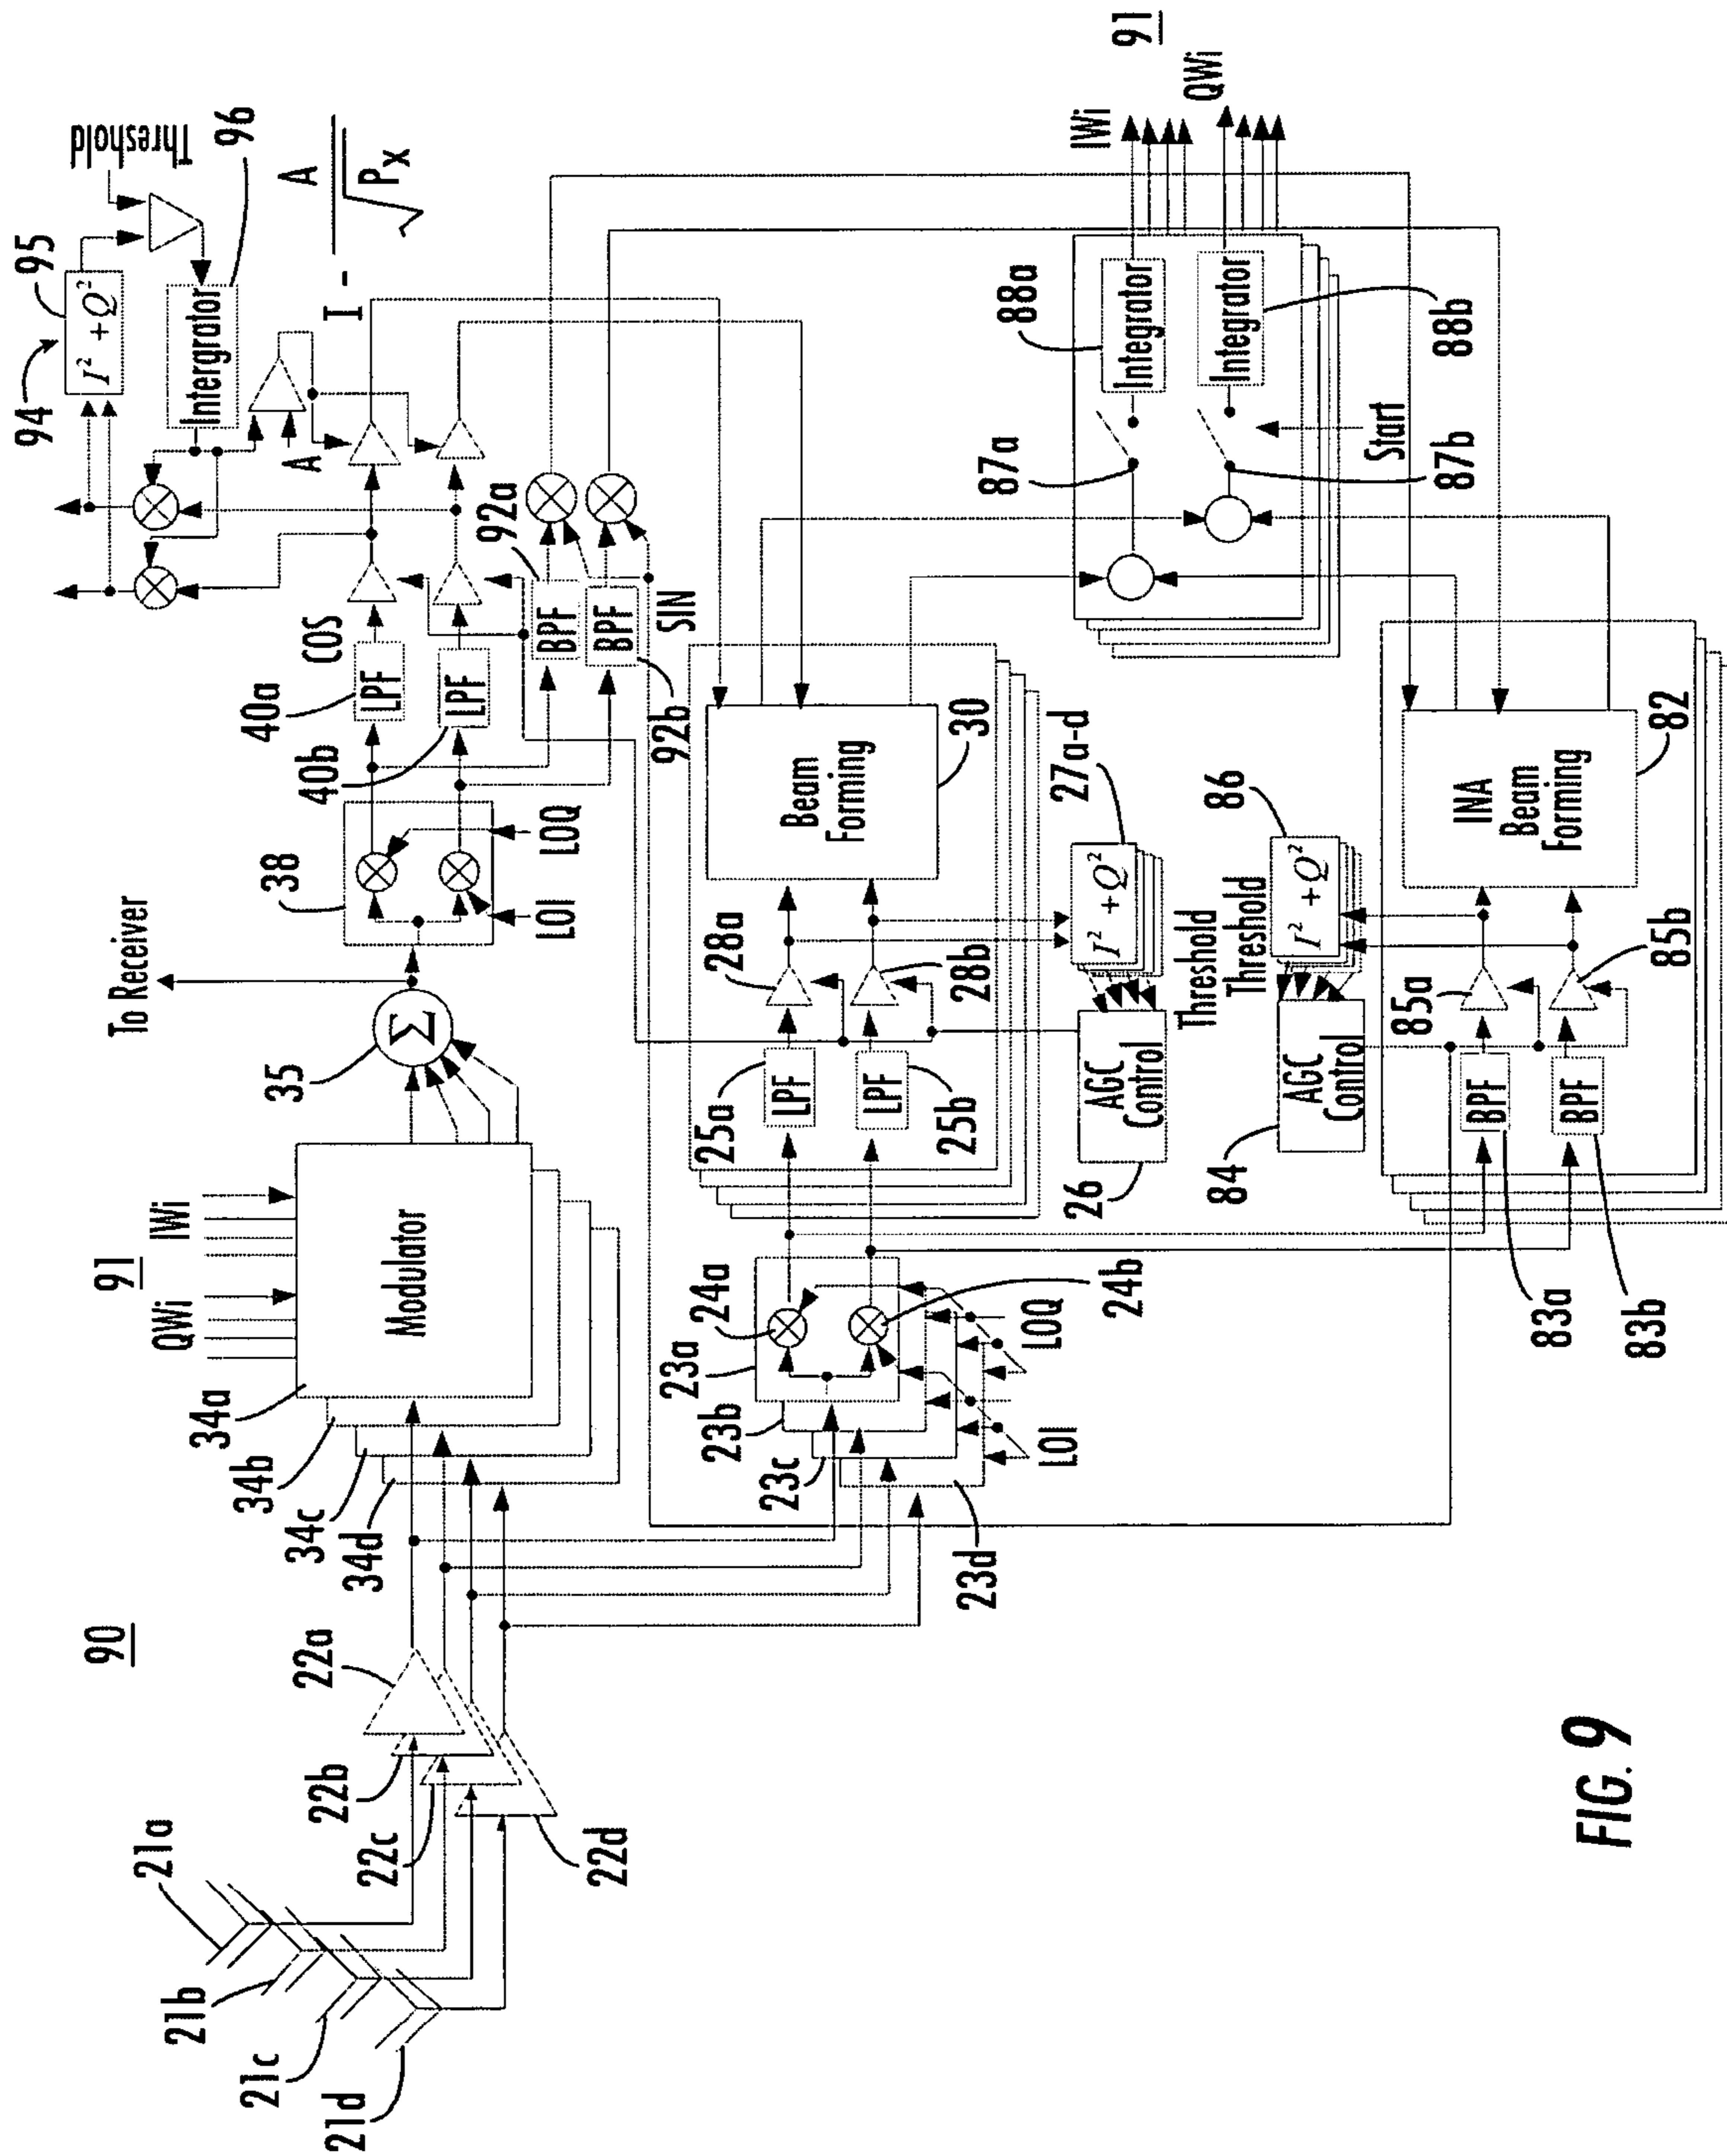 90
21a
21b
21c
21d
22a
22b
22c
22d
91
QWi
IWi
34a
34b
34c
34d
Modulator
35
Σ
To Receiver
38
LOI
LOQ
40a
LPF
COS
40b
LPF
92a
BPF
92b
BPF
SIN
94
95
I² + Q²
Threshold
Intergrator
96
A
I - A / √Pₓ
23a
23b
23c
23d
24a
24b
LOI
LOQ
25a
LPF
25b
LPF
28a
28b
Beam
Forming
30
26
AGC
Control
27a-d
I² + Q²
Threshold
Threshold
84
AGC
Control
86
I² + Q²
83a
BPF
83b
BPF
85a
85b
INA
Beam
Forming
82
87a
87b
Start
88a
Integrator
88b
Integrator
IWi
QWi
91
FIG. 9